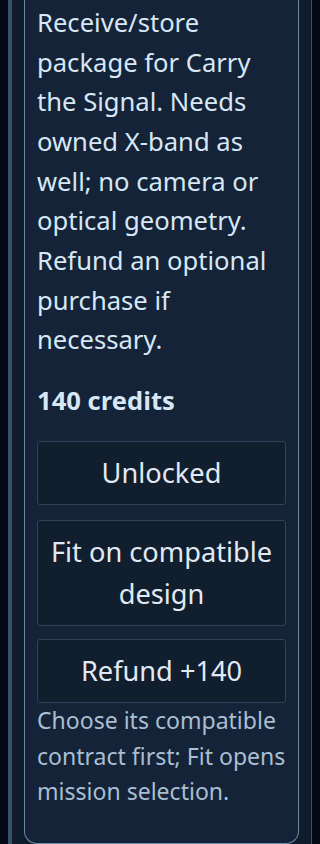 Receive/store
package for Carry
the Signal. Needs
owned X-band as
well; no camera or
optical geometry.
Refund an optional
purchase if
necessary.
140 credits
Unlocked
Fit on compatible
design
Refund +140
Choose its compatible
contract first; Fit opens
mission selection.